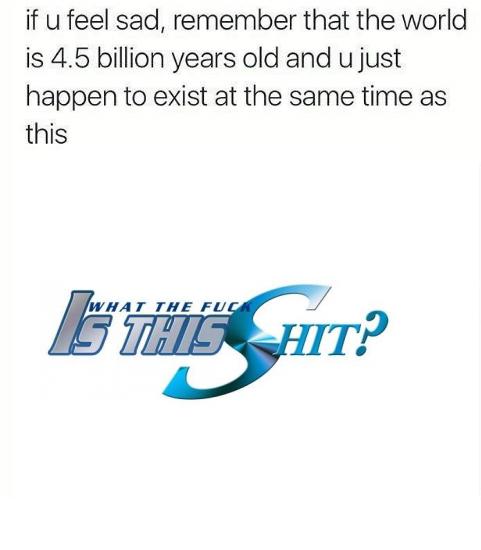 if u feel sad, remember that the world
is 4.5 billion years old and u just
happen to exist at the same time as
this
WHAT THE FUCK
IS THIS SHIT?